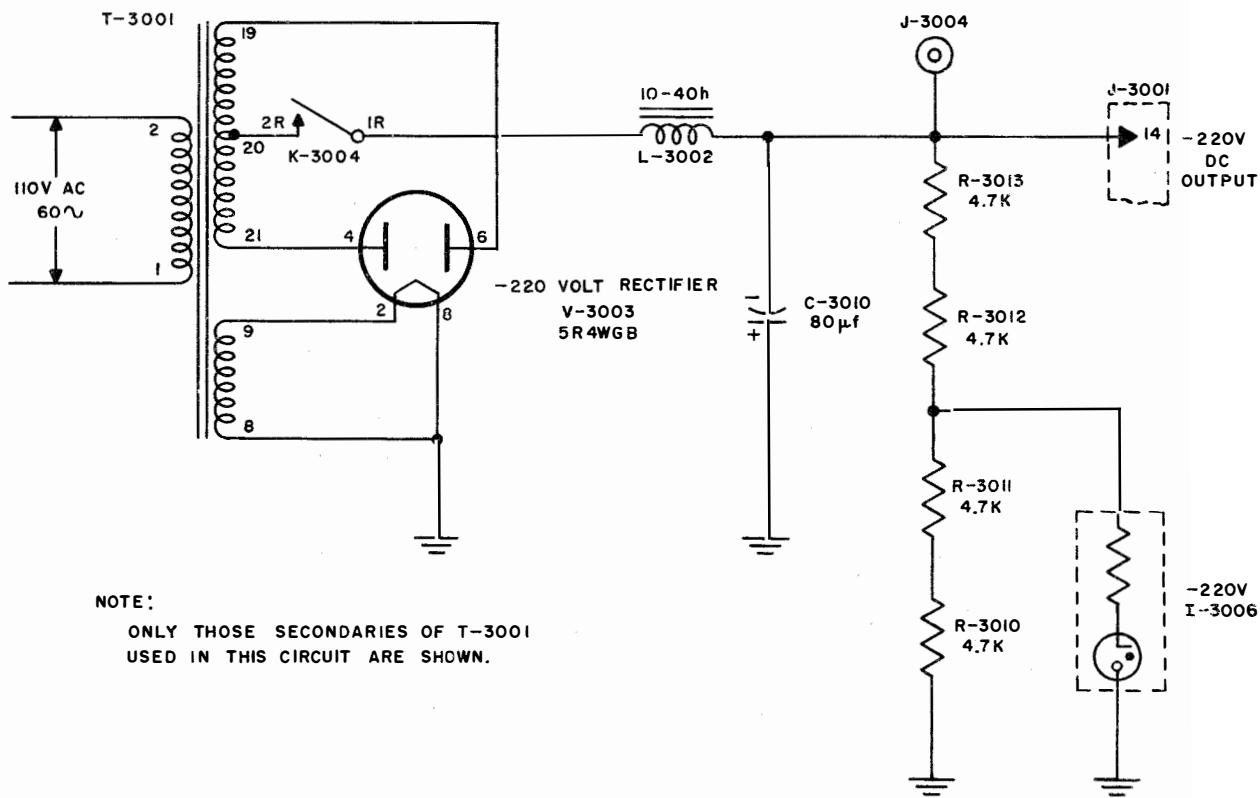 T-3001
19
2
110V AC
60∿
1
2R
1R
20
K-3004
21
4
6
2
8
9
8
-220 VOLT RECTIFIER
V-3003
5R4WGB
10-40h
L-3002
J-3004
J-3001
14
-220V
DC
OUTPUT
R-3013
4.7K
-
+
C-3010
80µf
R-3012
4.7K
R-3011
4.7K
R-3010
4.7K
-220V
I-3006
NOTE:
ONLY THOSE SECONDARIES OF T-3001
USED IN THIS CIRCUIT ARE SHOWN.